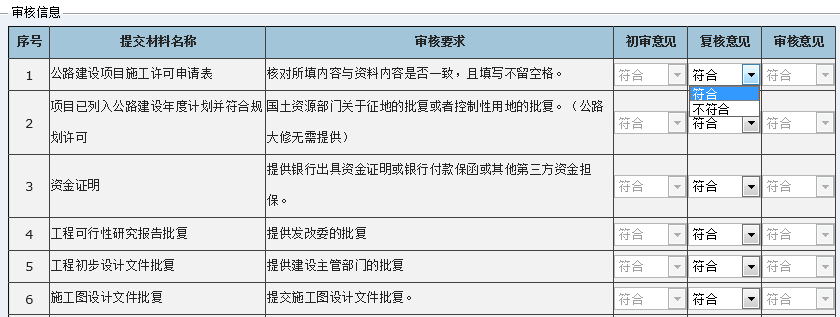 审核信息
序号 提交材料名称 审核要求 初审意见 复核意见 审核意见
1 公路建设项目施工许可申请表 核对所填内容与资料内容是否一致，且填写不留空格。 符合 符合 符合
符合
不符合
2 项目已列入公路建设年度计划并符合规 国土资源部门关于征地的批复或者控制性用地的批复。（公路 符合 符合 符合
划许可 大修无需提供）
3 资金证明 提供银行出具资金证明或银行付款保函或其他第三方资金担 符合 符合 符合
保。
4 工程可行性研究报告批复 提供发改委的批复 符合 符合 符合
5 工程初步设计文件批复 提供建设主管部门的批复 符合 符合 符合
6 施工图设计文件批复 提交施工图设计文件批复。 符合 符合 符合